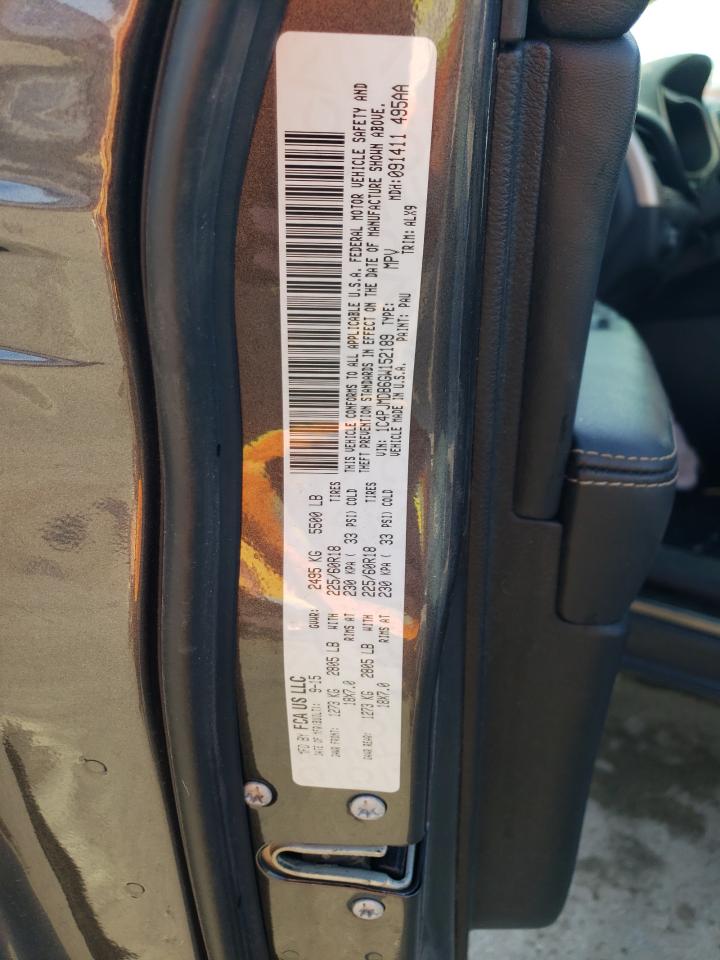 MFD BY FCA US LLC
DATE OF MFR(BUILT): 9-15 GVWR: 2495 KG 5500 LB
GAWR FRONT: 1273 KG 2805 LB WITH 225/60R18 TIRES
18X7.0 RIMS AT 230 KPA ( 33 PSI) COLD
GAWR REAR: 1273 KG 2805 LB WITH 225/60R18 TIRES
18X7.0 RIMS AT 230 KPA ( 33 PSI) COLD
THIS VEHICLE CONFORMS TO ALL APPLICABLE U.S.A. FEDERAL MOTOR VEHICLE SAFETY AND
THEFT PREVENTION STANDARDS IN EFFECT ON THE DATE OF MANUFACTURE SHOWN ABOVE.
VIN: 1C4PJMDB6GW152189 TYPE: MPV MDH:091411 495AA
VEHICLE MADE IN U.S.A. PAINT: PAU TRIM: ALX9